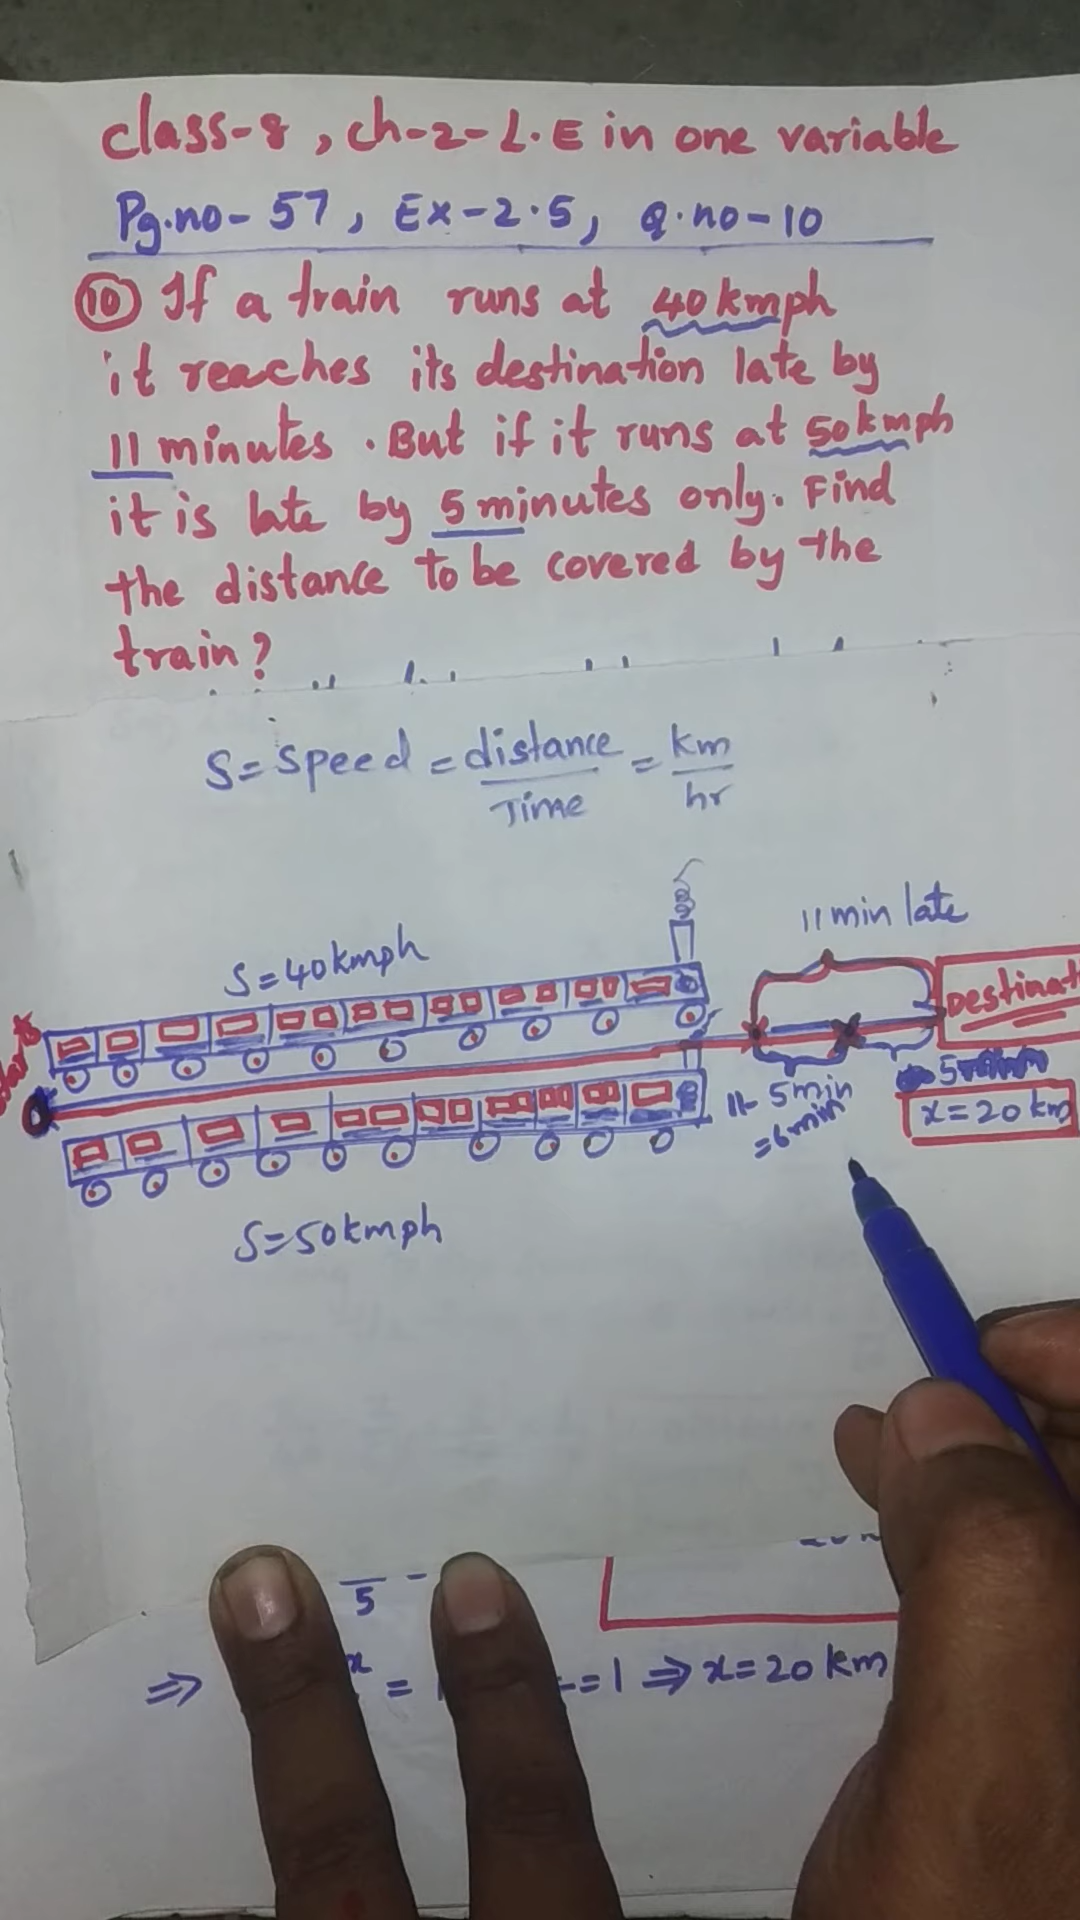 class-8, ch-2-L.E in one variable
Pg.no- 57, Ex-2.5, Q.no-10
10 If a train runs at 40 kmph
it reaches its destination late by
11 minutes. But if it runs at 50 kmph
it is late by 5 minutes only. Find
the distance to be covered by the
train?
S= Speed = distance/Time = km/hr
11 min late
S=40kmph
Destinat
5min
11- 5min
=6min
x=20 km
S=50kmph
5 -
⇒ x = =1 ⇒ x=20 km